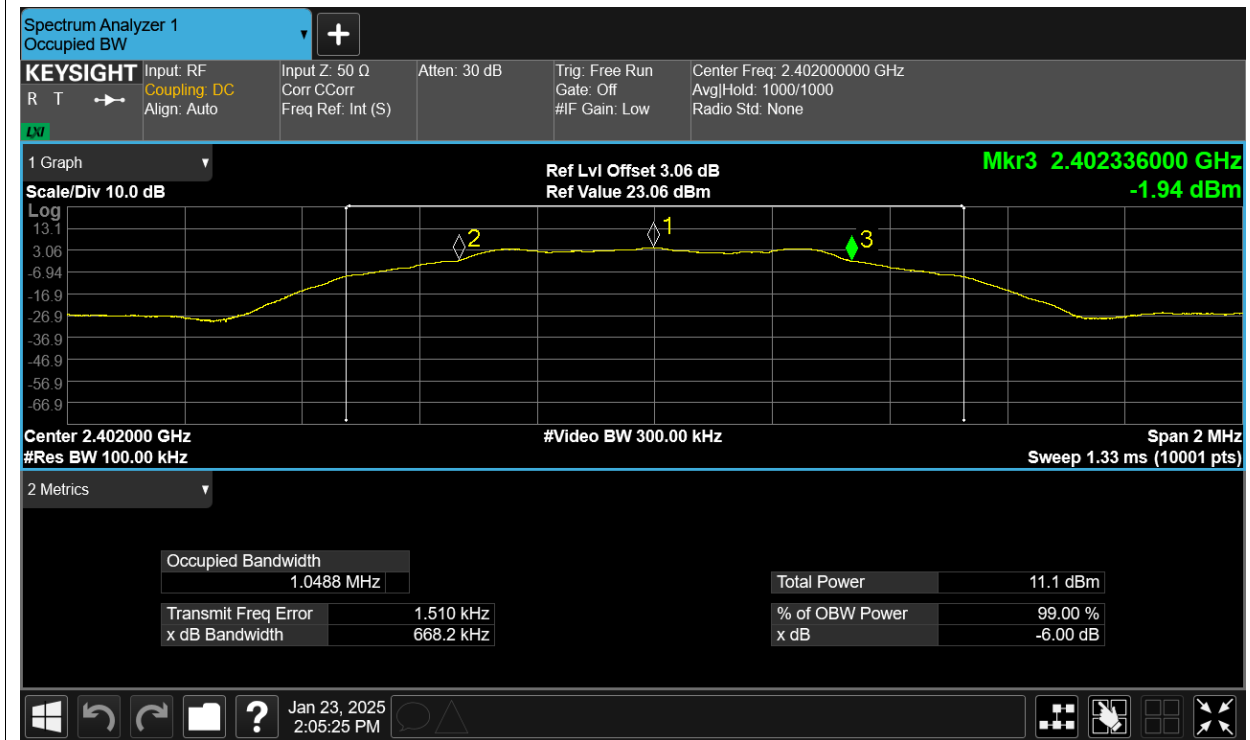 Spectrum Analyzer 1
Occupied BW
KEYSIGHT
R T
LXI
Input: RF
Coupling: DC
Align: Auto
Input Z: 50 Ω
Corr CCorr
Freq Ref: Int (S)
Atten: 30 dB
Trig: Free Run
Gate: Off
#IF Gain: Low
Center Freq: 2.402000000 GHz
Avg|Hold: 1000/1000
Radio Std: None
1 Graph
Scale/Div 10.0 dB
Ref Lvl Offset 3.06 dB
Ref Value 23.06 dBm
Mkr3 2.402336000 GHz
-1.94 dBm
Log
13.1
3.06
-6.94
-16.9
-26.9
-36.9
-46.9
-56.9
-66.9
2
1
3
Center 2.402000 GHz
#Res BW 100.00 kHz
#Video BW 300.00 kHz
Span 2 MHz
Sweep 1.33 ms (10001 pts)
2 Metrics
Occupied Bandwidth
1.0488 MHz
Transmit Freq Error 1.510 kHz
x dB Bandwidth 668.2 kHz
Total Power 11.1 dBm
% of OBW Power 99.00 %
x dB -6.00 dB
?
Jan 23, 2025
2:05:25 PM